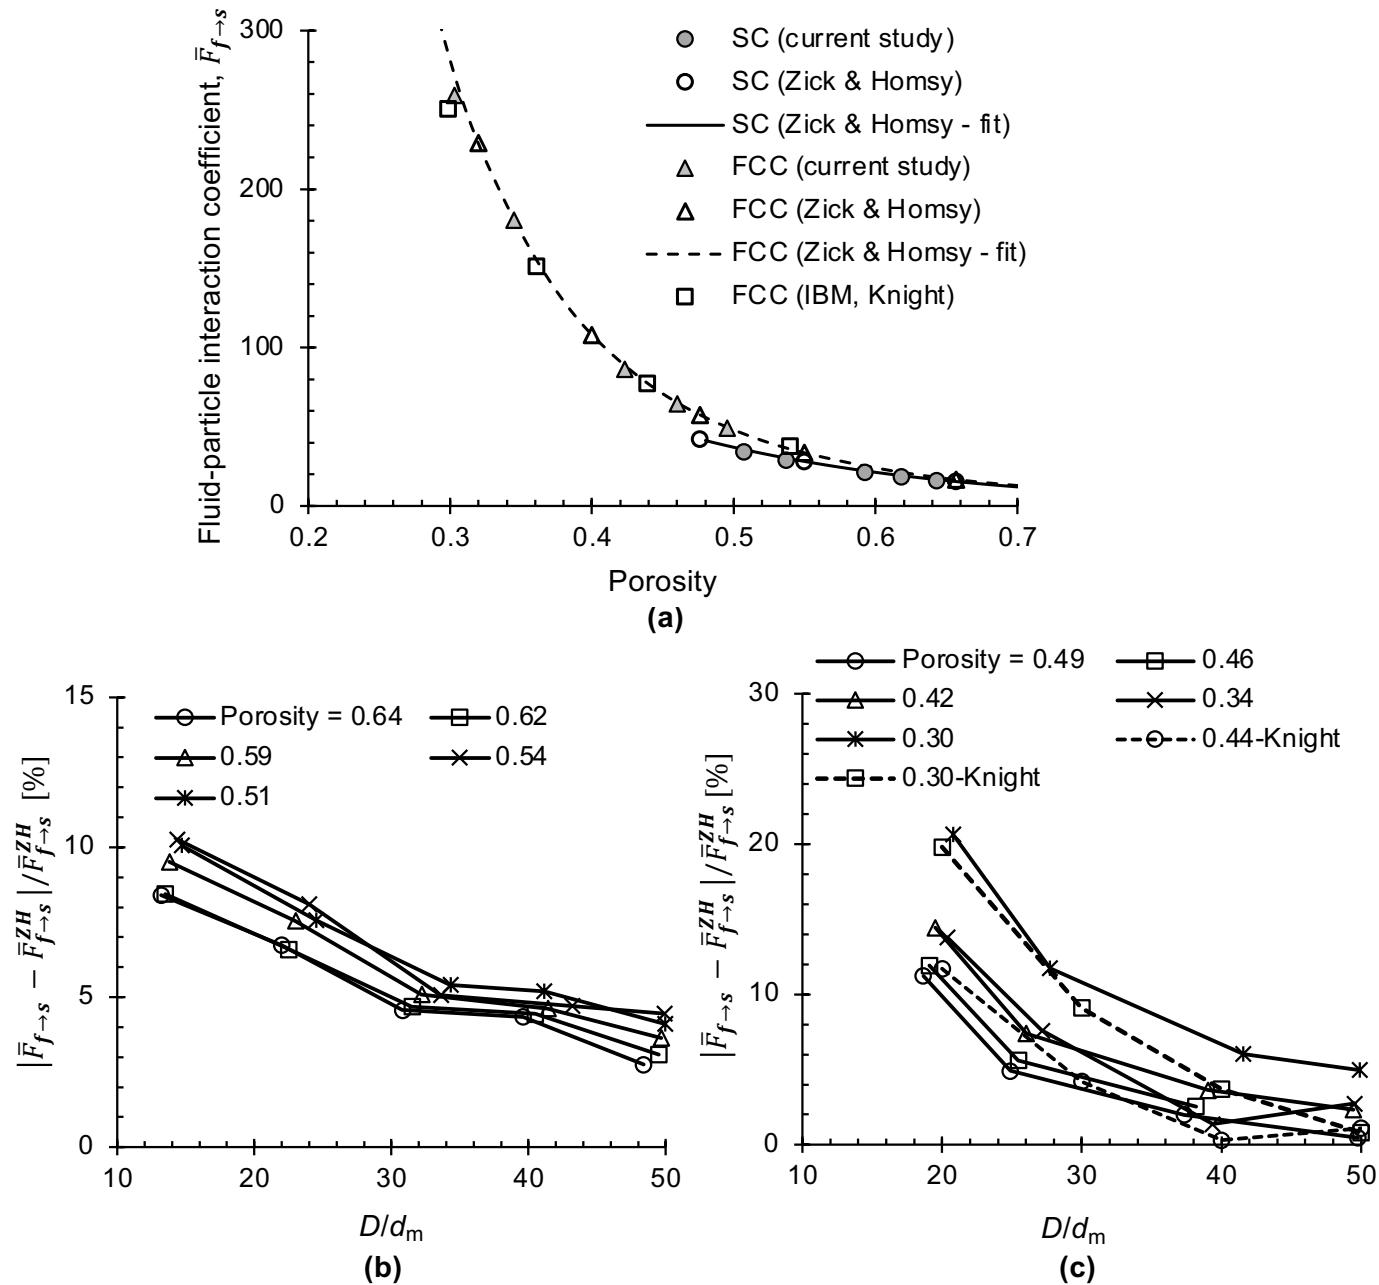 Fluid-particle interaction coefficient, F̅f→s
300
200
100
0
0.2 0.3 0.4 0.5 0.6 0.7
Porosity
SC (current study)
SC (Zick & Homsy)
SC (Zick & Homsy - fit)
FCC (current study)
FCC (Zick & Homsy)
FCC (Zick & Homsy - fit)
FCC (IBM, Knight)
(a)
|F̅f→s − F̅ZHf→s|/F̅ZHf→s [%]
15
10
5
0
10 20 30 40 50
D/dm
Porosity = 0.64 0.62
0.59 0.54
0.51
(b)
|F̅f→s − F̅ZHf→s|/F̅ZHf→s [%]
30
20
10
0
10 20 30 40 50
D/dm
Porosity = 0.49 0.46
0.42 0.34
0.30 0.44-Knight
0.30-Knight
(c)